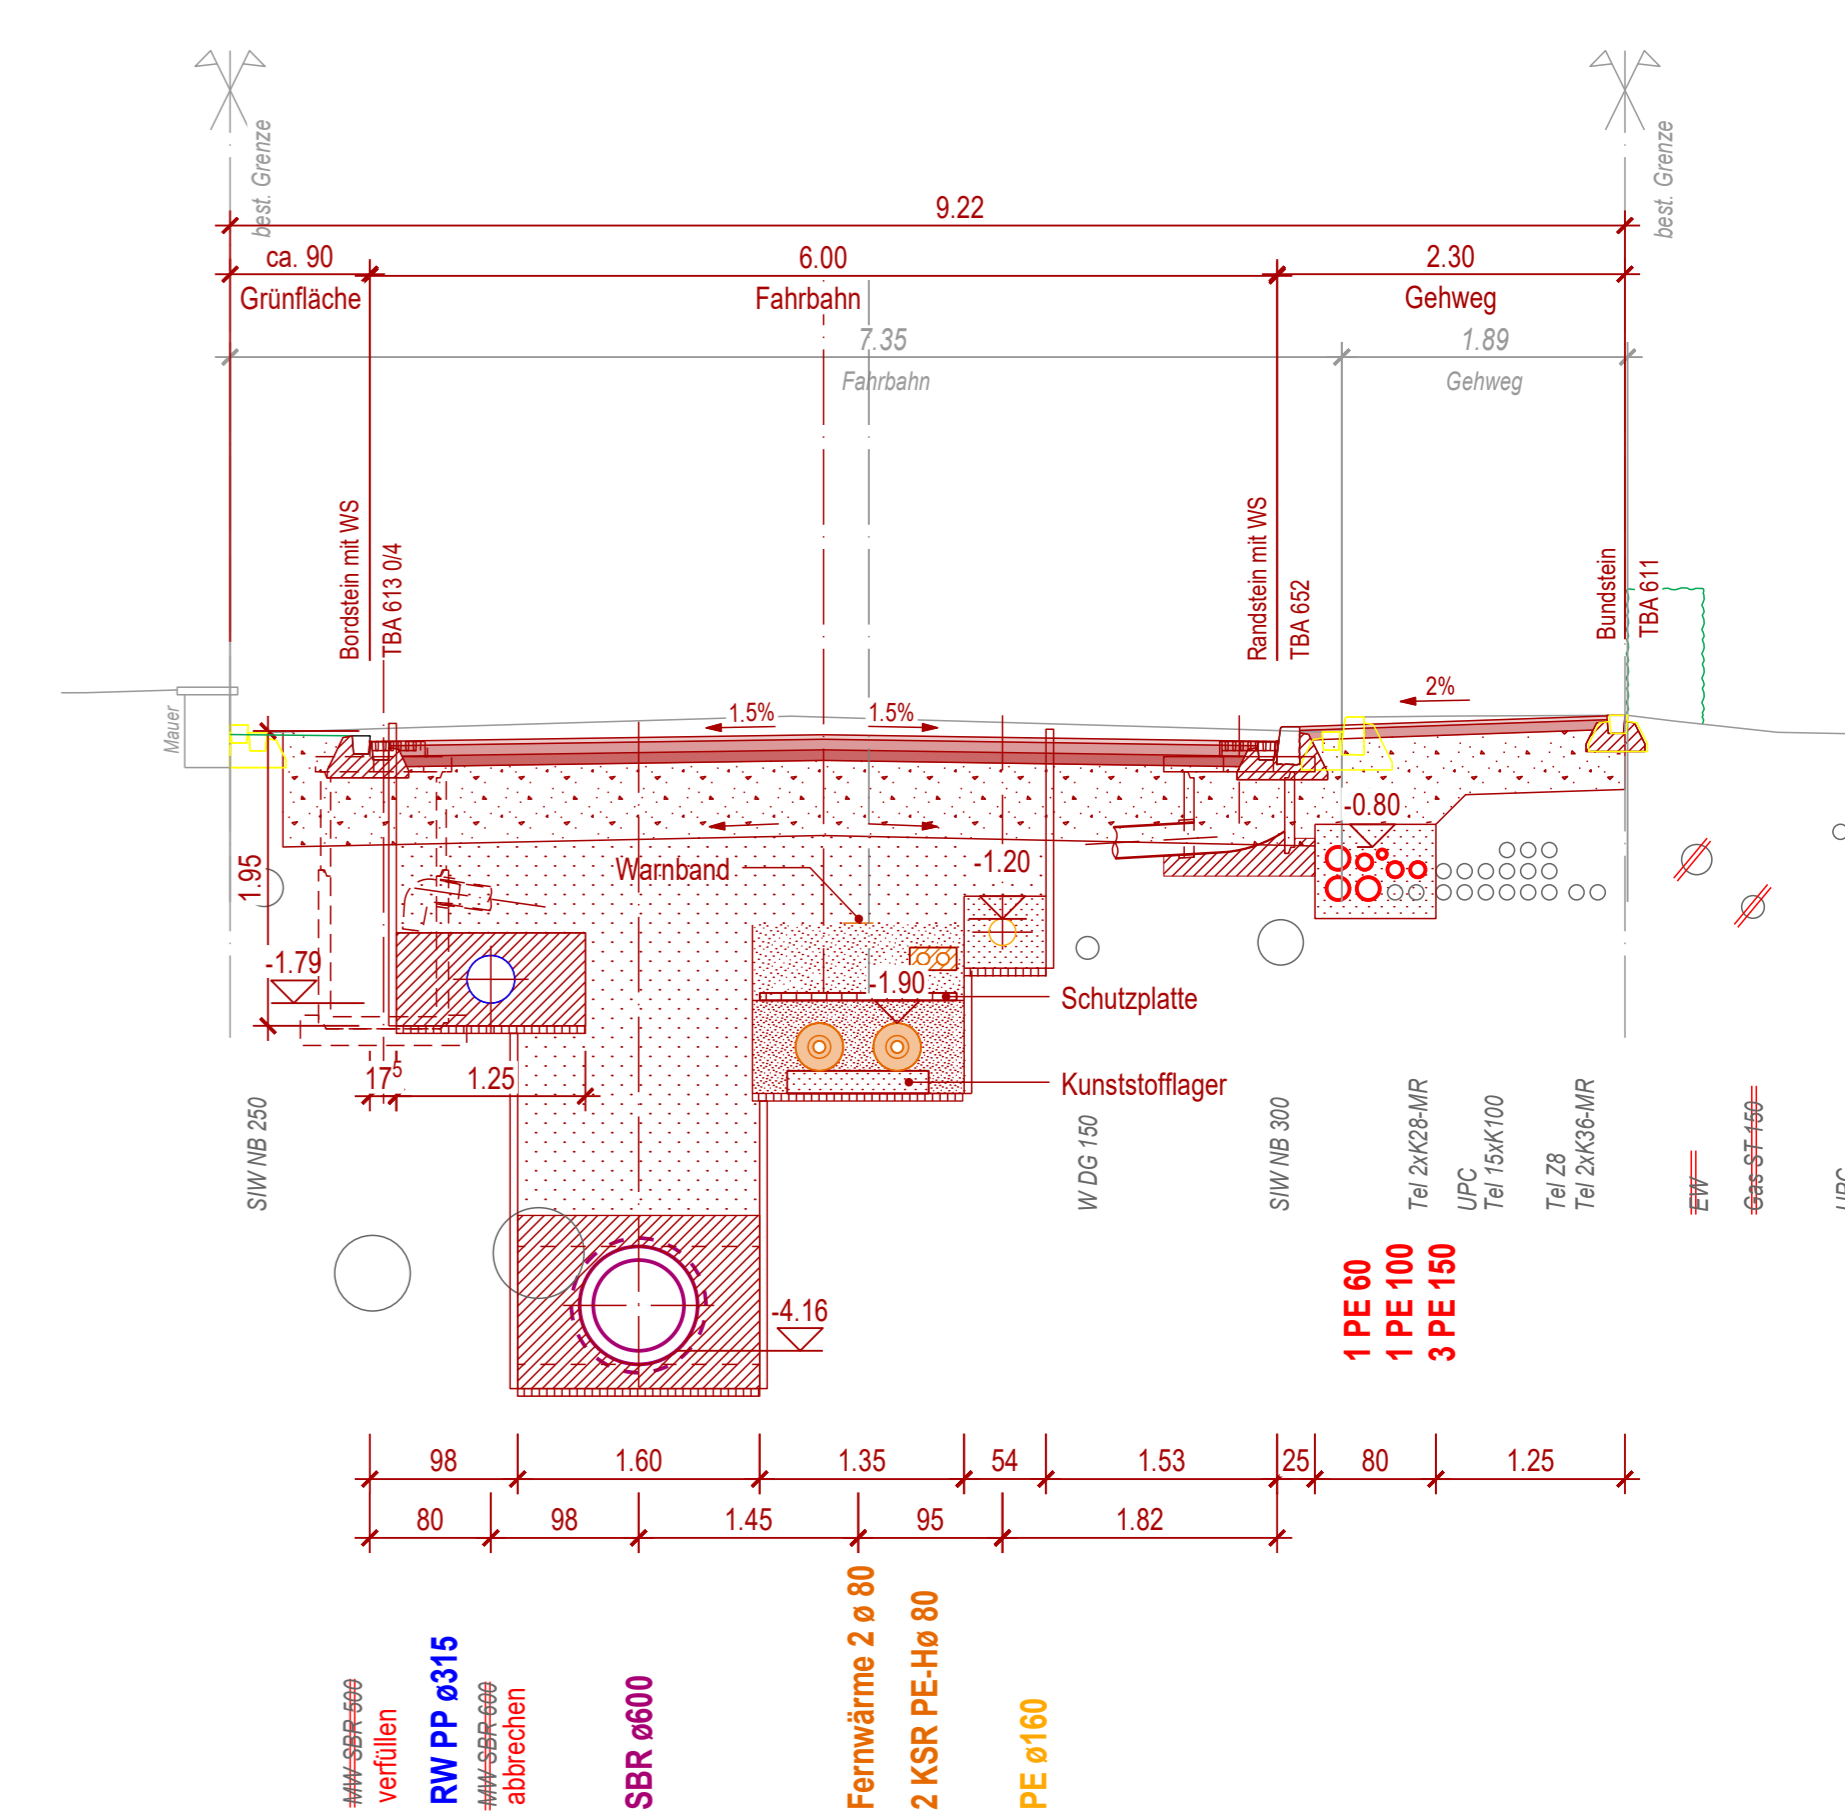 best. Grenze
best. Grenze
9.22
ca. 90
6.00
2.30
Grünfläche
Fahrbahn
Gehweg
7.35
1.89
Fahrbahn
Gehweg
Bordstein mit WS
TBA 613 0/4
Randstein mit WS
TBA 652
Bundstein
TBA 611
Mauer
1.5%
1.5%
2%
-0.80
-1.20
Warnband
1.95
-1.79
-1.90
Schutzplatte
Kunststofflager
17⁵
1.25
SIW NB 250
W DG 150
SIW NB 300
Tel 2xK28-MR
UPC
Tel 15xK100
Tel Z8
Tel 2xK36-MR
EW
Gas ST 150
UPC
-4.16
1 PE 60
1 PE 100
3 PE 150
98
1.60
1.35
54
1.53
25
80
1.25
80
98
1.45
95
1.82
MW SBR 500
verfüllen
RW PP ø315
MW SBR 600
abbrechen
SBR ø600
Fernwärme 2 ø 80
2 KSR PE-Hø 80
PE ø160